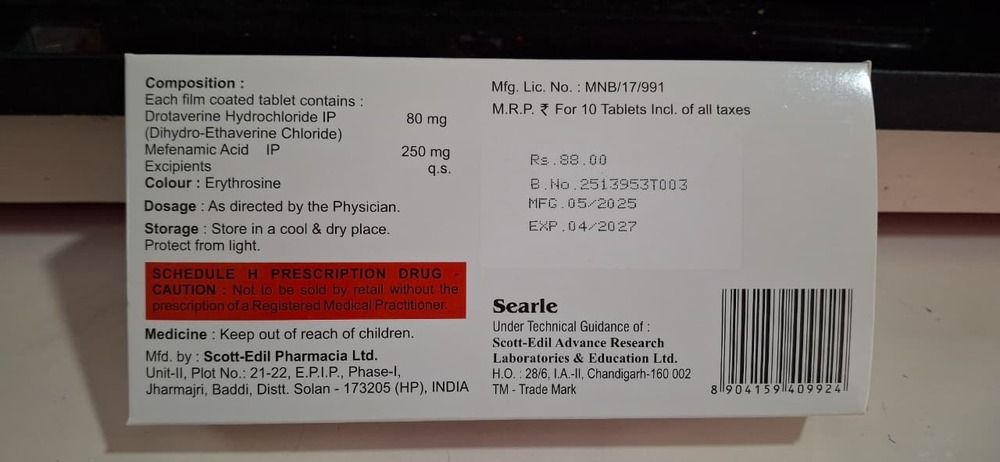 Composition :
Each film coated tablet contains :
Drotaverine Hydrochloride IP 80 mg
(Dihydro-Ethaverine Chloride)
Mefenamic Acid IP 250 mg
Excipients q.s.
Colour : Erythrosine
Dosage : As directed by the Physician.
Storage : Store in a cool & dry place.
Protect from light.
SCHEDULE H PRESCRIPTION DRUG -
CAUTION : Not to be sold by retail without the
prescription of a Registered Medical Practitioner.
Medicine : Keep out of reach of children.
Mfd. by : Scott-Edil Pharmacia Ltd.
Unit-II, Plot No.: 21-22, E.P.I.P., Phase-I,
Jharmajri, Baddi, Distt. Solan - 173205 (HP), INDIA
Mfg. Lic. No. : MNB/17/991
M.R.P. ₹ For 10 Tablets Incl. of all taxes
Rs.88.00
B.No.2513953T003
MFG.05/2025
EXP.04/2027
Searle
Under Technical Guidance of :
Scott-Edil Advance Research
Laboratories & Education Ltd.
H.O. : 28/6, I.A.-II, Chandigarh-160 002
TM - Trade Mark
8 904159 409924